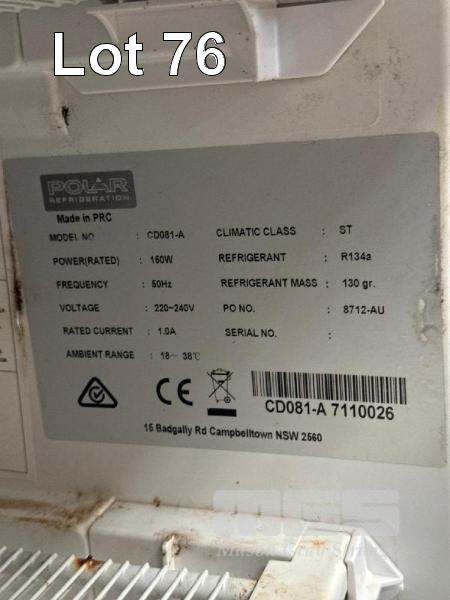 Lot 76
POLAR
REFRIGERATION
Made in PRC
MODEL NO : CD081-A CLIMATIC CLASS : ST
POWER(RATED) : 150W REFRIGERANT : R134a
FREQUENCY : 50Hz REFRIGERANT MASS : 130 gr.
VOLTAGE : 220~240V PO NO. : 8712-AU
RATED CURRENT : 1.0A SERIAL NO. :
AMBIENT RANGE : 18~ 38℃
CE
CD081-A 7110026
15 Badgally Rd Campbelltown NSW 2560